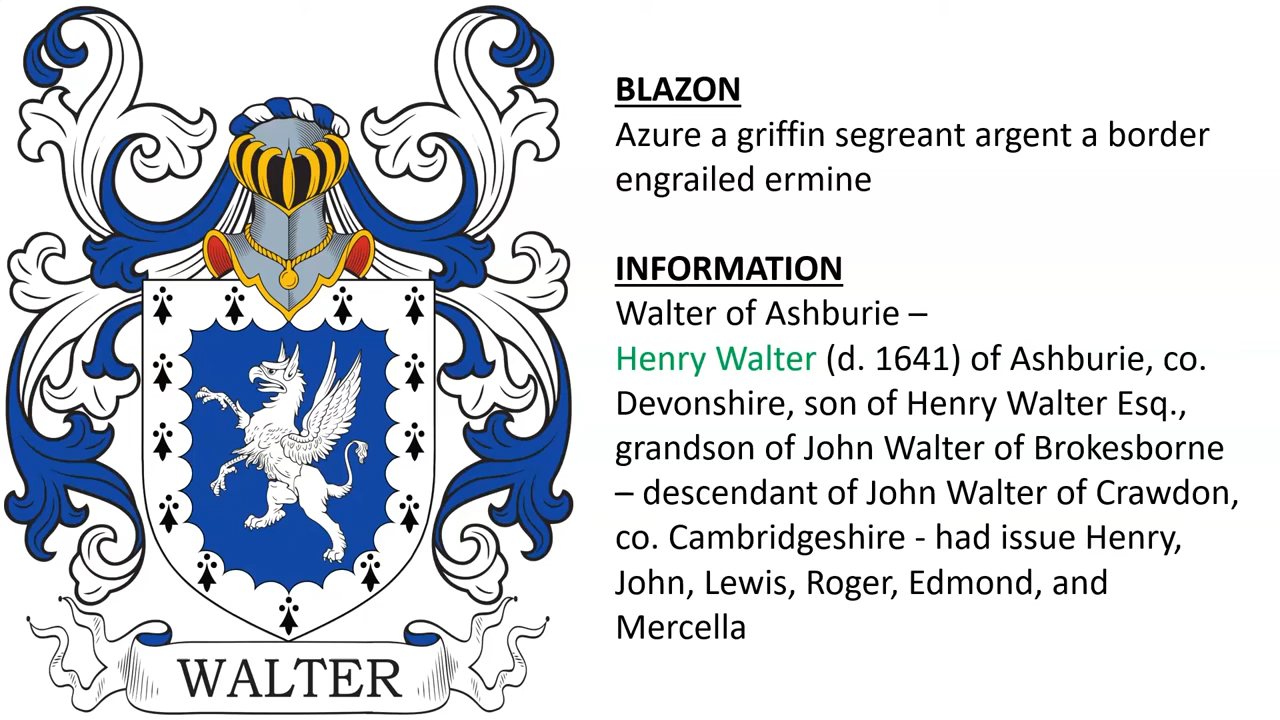 WALTER
BLAZON
Azure a griffin segreant argent a border
engrailed ermine
INFORMATION
Walter of Ashburie –
Henry Walter (d. 1641) of Ashburie, co.
Devonshire, son of Henry Walter Esq.,
grandson of John Walter of Brokesborne
– descendant of John Walter of Crawdon,
co. Cambridgeshire - had issue Henry,
John, Lewis, Roger, Edmond, and
Mercella